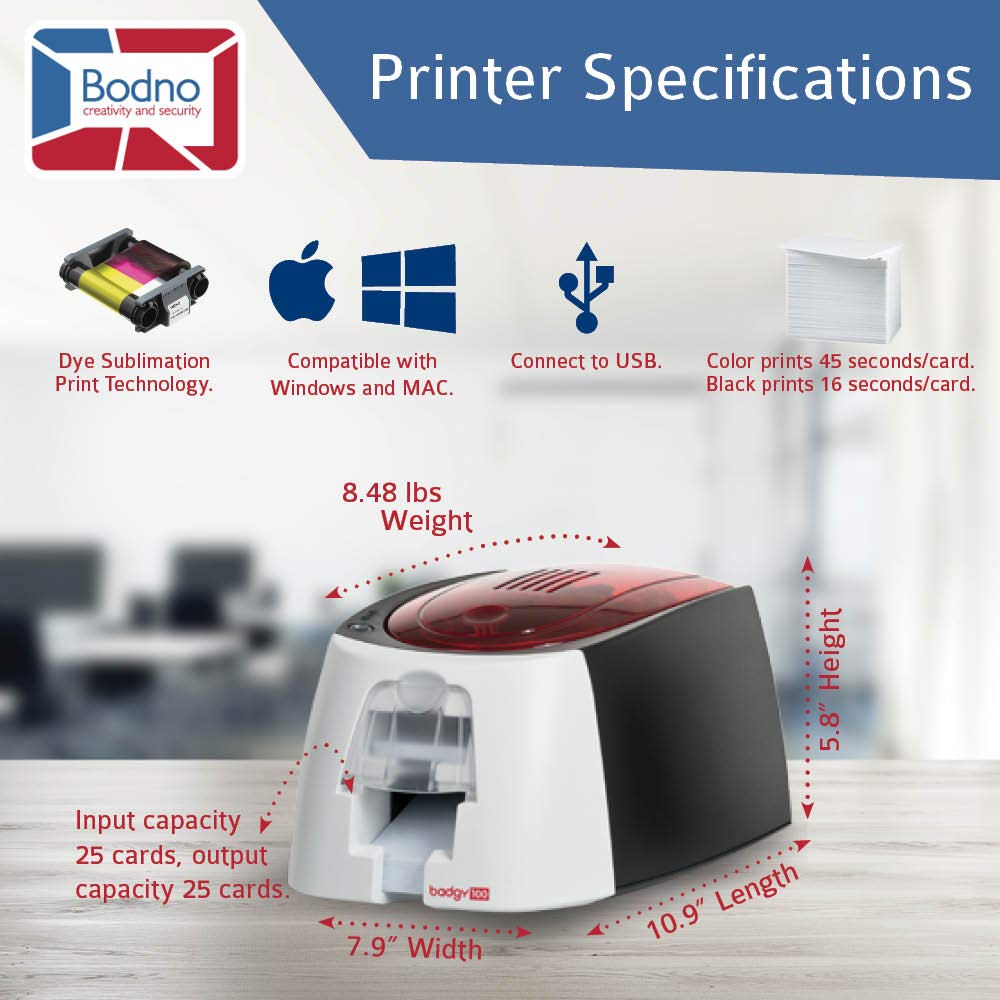 Bodno
creativity and security
Printer Specifications
Dye Sublimation
Print Technology.
Compatible with
Windows and MAC.
Connect to USB.
Color prints 45 seconds/card.
Black prints 16 seconds/card.
8.48 lbs
Weight
5.8″ Height
Input capacity
25 cards, output
capacity 25 cards.
badgy 100
10.9″ Length
7.9″ Width